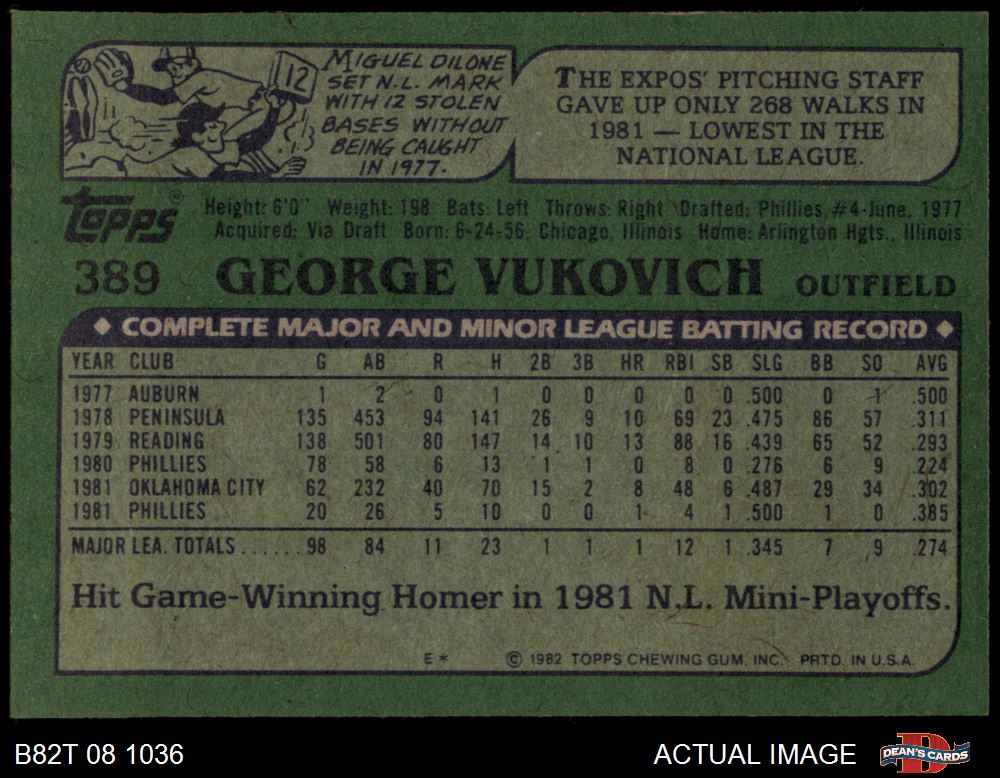 12
MIGUEL DILONE
SET N.L. MARK
WITH 12 STOLEN
BASES WITHOUT
BEING CAUGHT
IN 1977.
THE EXPOS' PITCHING STAFF
GAVE UP ONLY 268 WALKS IN
1981 — LOWEST IN THE
NATIONAL LEAGUE.
TOPPS®
Height: 6'0" Weight: 198 Bats: Left Throws: Right Drafted: Phillies #4-June, 1977
Acquired: Via Draft Born: 6-24-56, Chicago, Illinois Home: Arlington Hgts., Illinois
389 GEORGE VUKOVICH OUTFIELD
◆ COMPLETE MAJOR AND MINOR LEAGUE BATTING RECORD ◆
YEAR CLUB G AB R H 2B 3B HR RBI SB SLG BB SO AVG
1977 AUBURN 1 2 0 1 0 0 0 0 0 .500 0 1 .500
1978 PENINSULA 135 453 94 141 26 9 10 69 23 .475 86 57 .311
1979 READING 138 501 80 147 14 10 13 88 16 .439 65 52 .293
1980 PHILLIES 78 58 6 13 1 1 0 8 0 .276 6 9 .224
1981 OKLAHOMA CITY 62 232 40 70 15 2 8 48 6 .487 29 34 .302
1981 PHILLIES 20 26 5 10 0 0 1 4 1 .500 1 0 .385
MAJOR LEA. TOTALS......98 84 11 23 1 1 1 12 1 .345 7 9 .274
Hit Game-Winning Homer in 1981 N.L. Mini-Playoffs.
E* © 1982 TOPPS CHEWING GUM, INC. PRTD. IN U.S.A.
B82T 08 1036 ACTUAL IMAGE DEAN'S CARDS